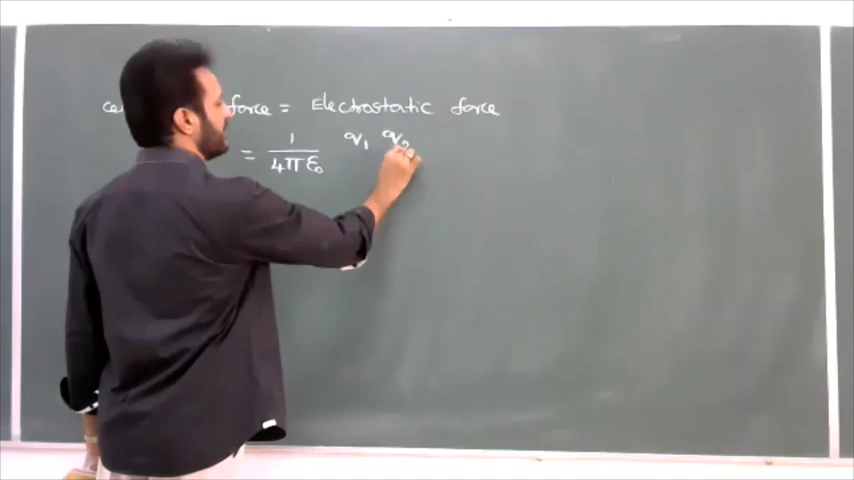 force = Electrostatic force
= 1/4πε₀ q₁ q₂